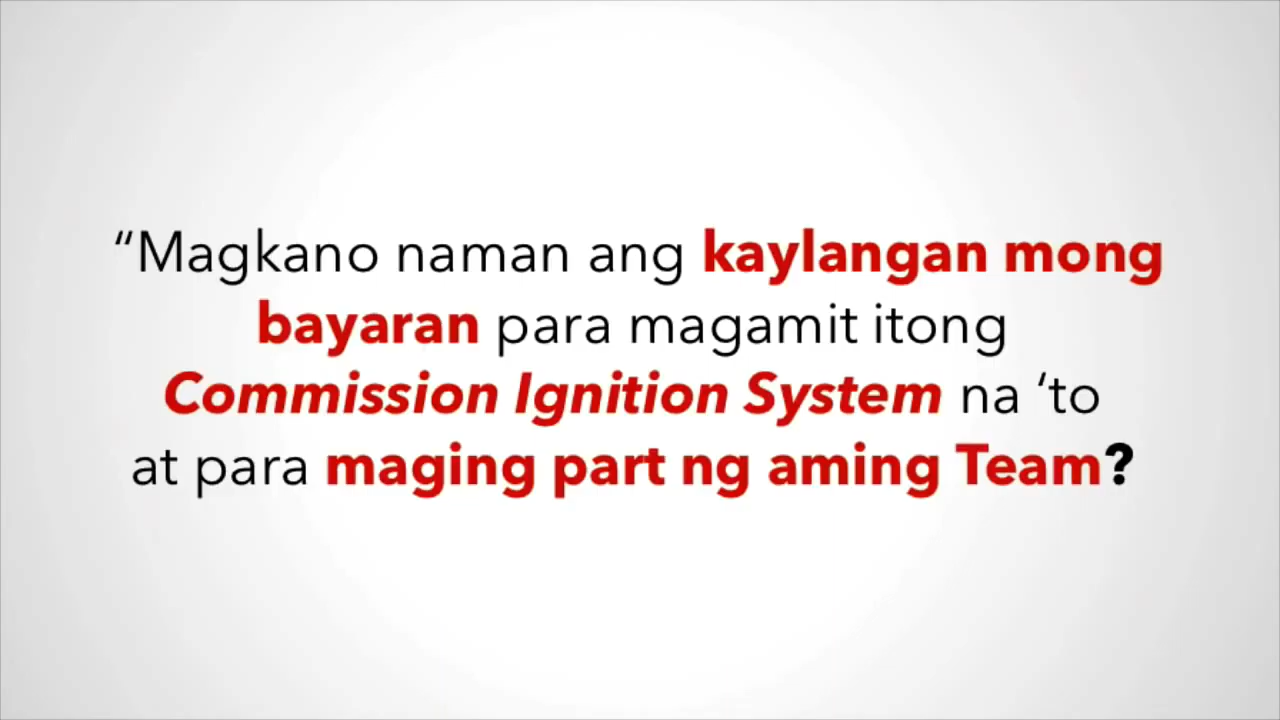 “Magkano naman ang kaylangan mong
bayaran para magamit itong
Commission Ignition System na ‘to
at para maging part ng aming Team?